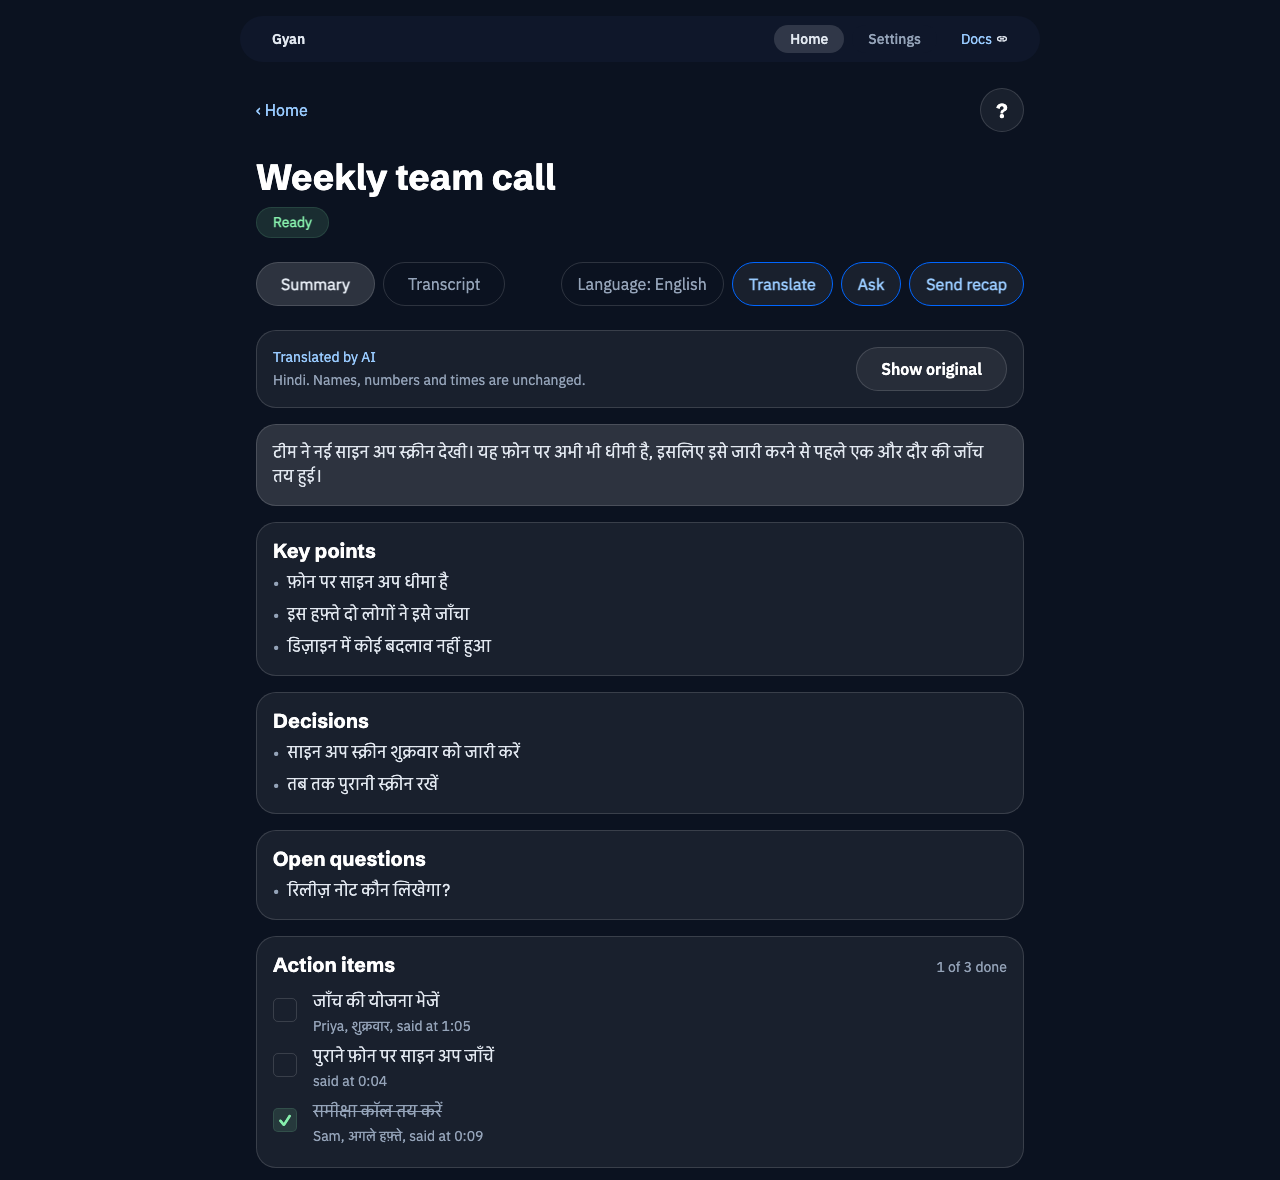 Gyan
Home
Settings
Docs
‹ Home
?
Weekly team call
Ready
Summary
Transcript
Language: English
Translate
Ask
Send recap
Translated by AI
Hindi. Names, numbers and times are unchanged.
Show original
टीम ने नई साइन अप स्क्रीन देखी। यह फ़ोन पर अभी भी धीमी है, इसलिए इसे जारी करने से पहले एक और दौर की जाँच
तय हुई।
Key points
• फ़ोन पर साइन अप धीमा है
• इस हफ़्ते दो लोगों ने इसे जाँचा
• डिज़ाइन में कोई बदलाव नहीं हुआ
Decisions
• साइन अप स्क्रीन शुक्रवार को जारी करें
• तब तक पुरानी स्क्रीन रखें
Open questions
• रिलीज़ नोट कौन लिखेगा?
Action items
1 of 3 done
जाँच की योजना भेजें
Priya, शुक्रवार, said at 1:05
पुराने फ़ोन पर साइन अप जाँचें
said at 0:04
समीक्षा कॉल तय करें
Sam, अगले हफ़्ते, said at 0:09